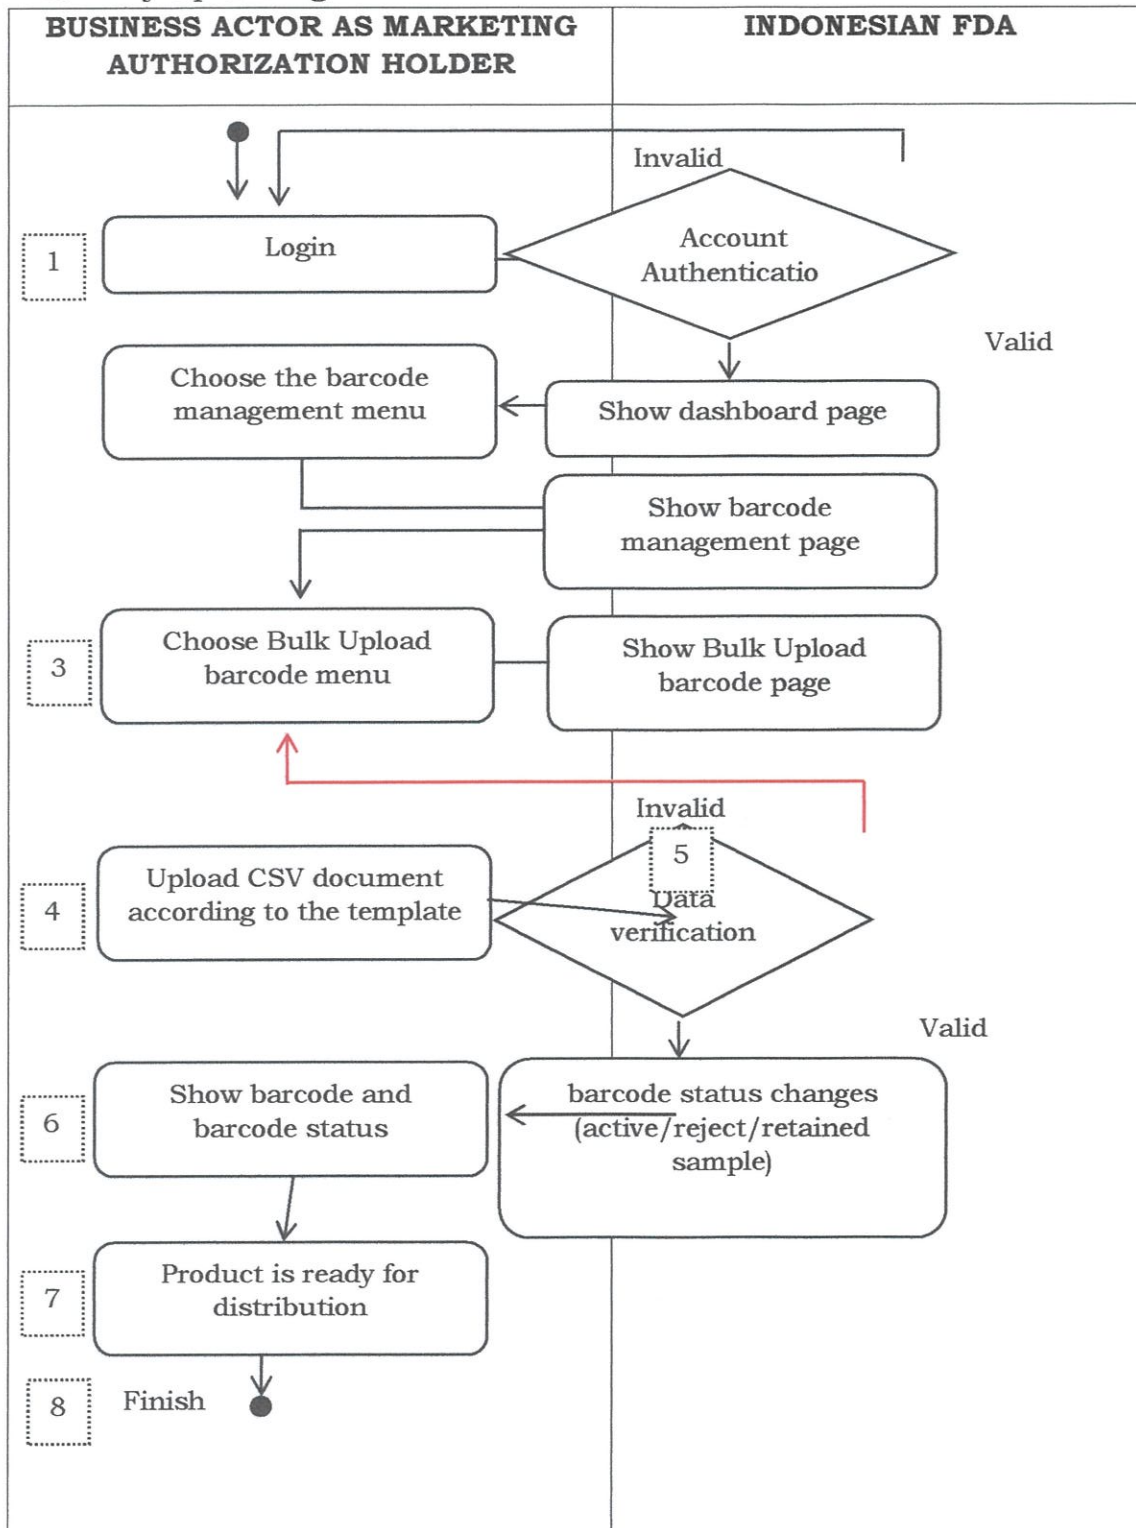 BUSINESS ACTOR AS MARKETING
AUTHORIZATION HOLDER
INDONESIAN FDA
Invalid
1
Login
Account
Authenticatio
Valid
Choose the barcode
management menu
Show dashboard page
Show barcode
management page
3
Choose Bulk Upload
barcode menu
Show Bulk Upload
barcode page
Invalid
5
4
Upload CSV document
according to the template
Data
verification
Valid
6
Show barcode and
barcode status
barcode status changes
(active/reject/retained
sample)
7
Product is ready for
distribution
8
Finish